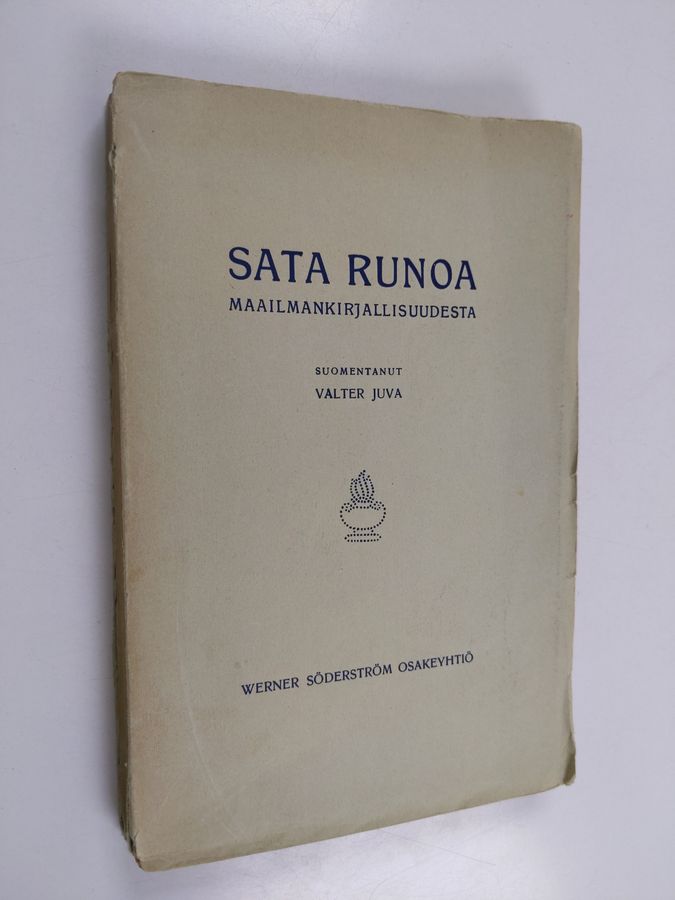 SATA RUNOA
MAAILMANKIRJALLISUUDESTA
SUOMENTANUT
VALTER JUVA
WERNER SÖDERSTRÖM OSAKEYHTIÖ